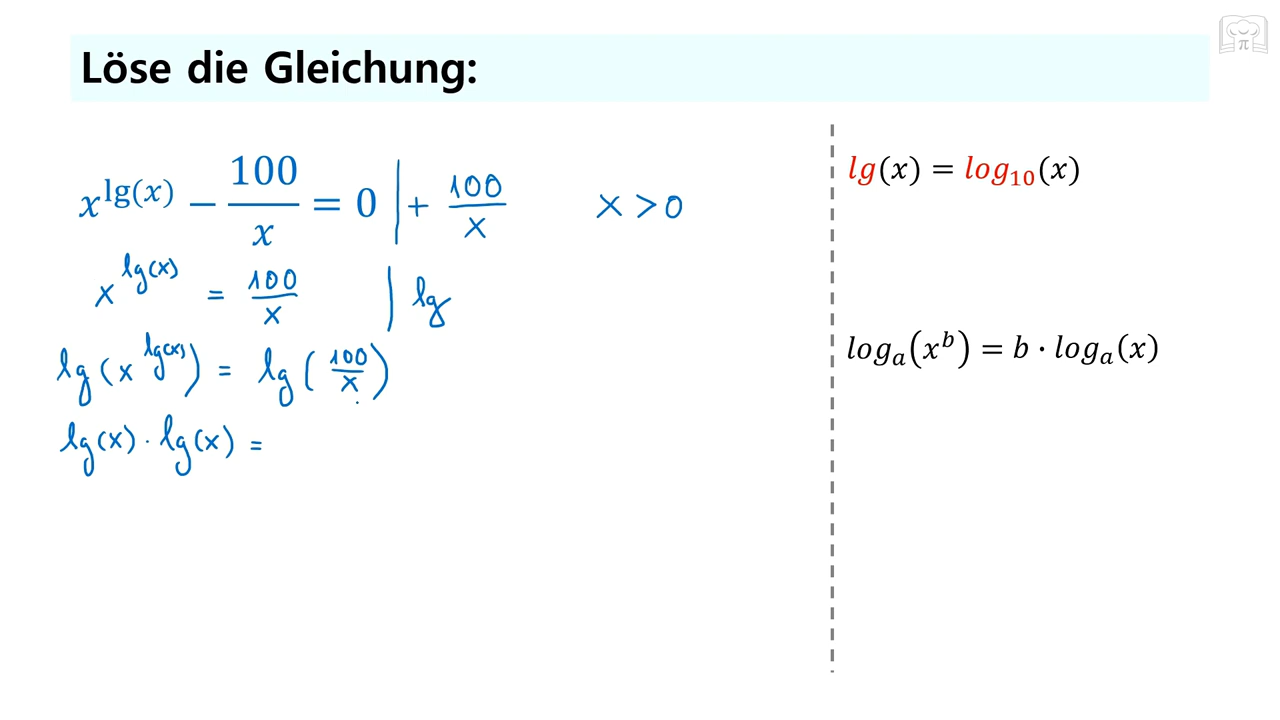 Löse die Gleichung:
x^lg(x) − 100/x = 0 | + 100/x    x > 0
x^lg(x) = 100/x | lg
lg(x^lg(x)) = lg(100/x)
lg(x) · lg(x) =
lg(x) = log₁₀(x)
logₐ(x^b) = b · logₐ(x)
π